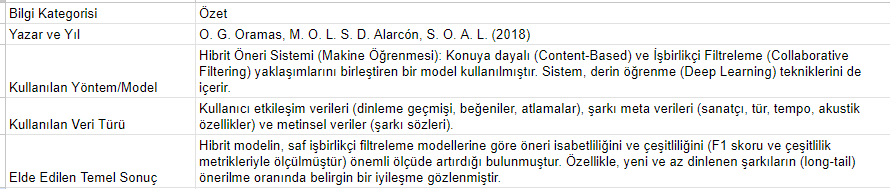 Bilgi Kategorisi Özet
Yazar ve Yıl O. G. Oramas, M. O. L. S. D. Alarcón, S. O. A. L. (2018)
Hibrit Öneri Sistemi (Makine Öğrenmesi): Konuya dayalı (Content-Based) ve İşbirlikçi Filtreleme (Collaborative
Filtering) yaklaşımlarını birleştiren bir model kullanılmıştır. Sistem, derin öğrenme (Deep Learning) tekniklerini de
Kullanılan Yöntem/Model içerir.
Kullanıcı etkileşim verileri (dinleme geçmişi, beğeniler, atlamalar), şarkı meta verileri (sanatçı, tür, tempo, akustik
Kullanılan Veri Türü özellikler) ve metinsel veriler (şarkı sözleri).
Hibrit modelin, saf işbirlikçi filtreleme modellerine göre öneri isabetliliğini ve çeşitliliğini (F1 skoru ve çeşitlilik
metrikleriyle ölçülmüştür) önemli ölçüde artırdığı bulunmuştur. Özellikle, yeni ve az dinlenen şarkıların (long-tail)
Elde Edilen Temel Sonuç önerilme oranında belirgin bir iyileşme gözlenmiştir.